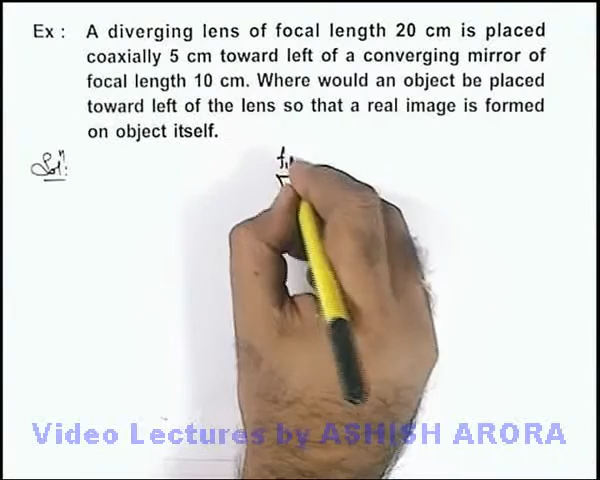 Ex : A diverging lens of focal length 20 cm is placed
coaxially 5 cm toward left of a converging mirror of
focal length 10 cm. Where would an object be placed
toward left of the lens so that a real image is formed
on object itself.
Solⁿ:
f₁
Video Lectures by ASHISH ARORA